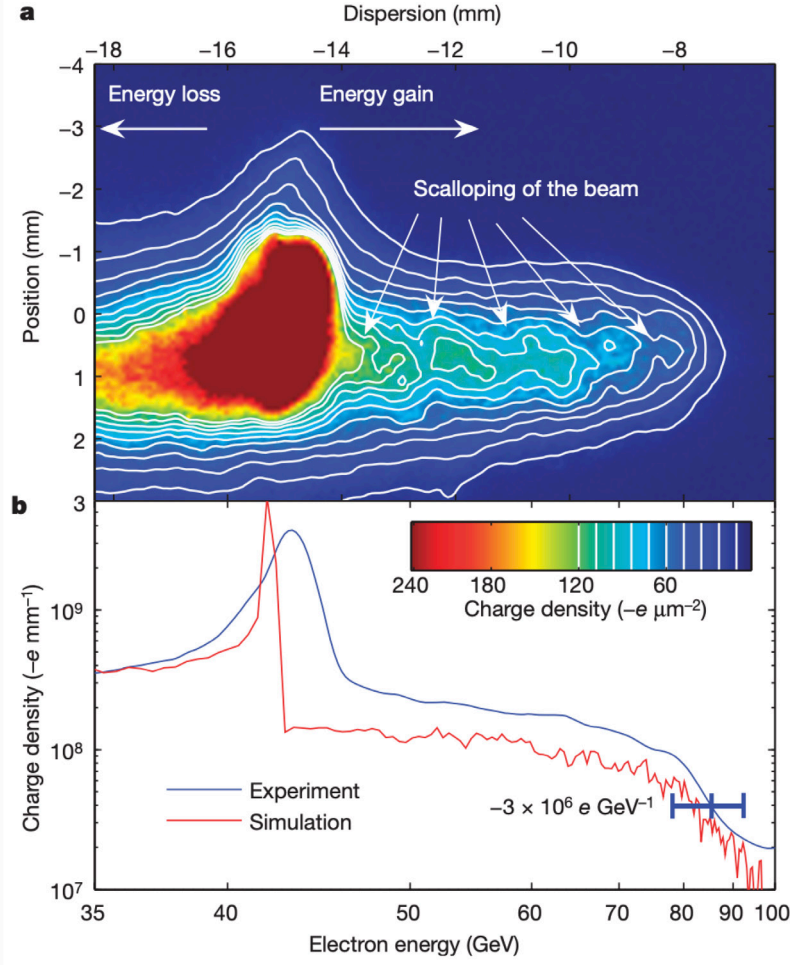 a
Dispersion (mm)
−18 −16 −14 −12 −10 −8
−4
Energy loss Energy gain
−3
−2
Scalloping of the beam
−1
Position (mm)
0
1
2
3
b
240 180 120 60
Charge density (−e μm⁻²)
10⁹
Charge density (−e mm⁻¹)
10⁸
Experiment
−3 × 10⁶ e GeV⁻¹
Simulation
10⁷
35 40 50 60 70 80 90 100
Electron energy (GeV)